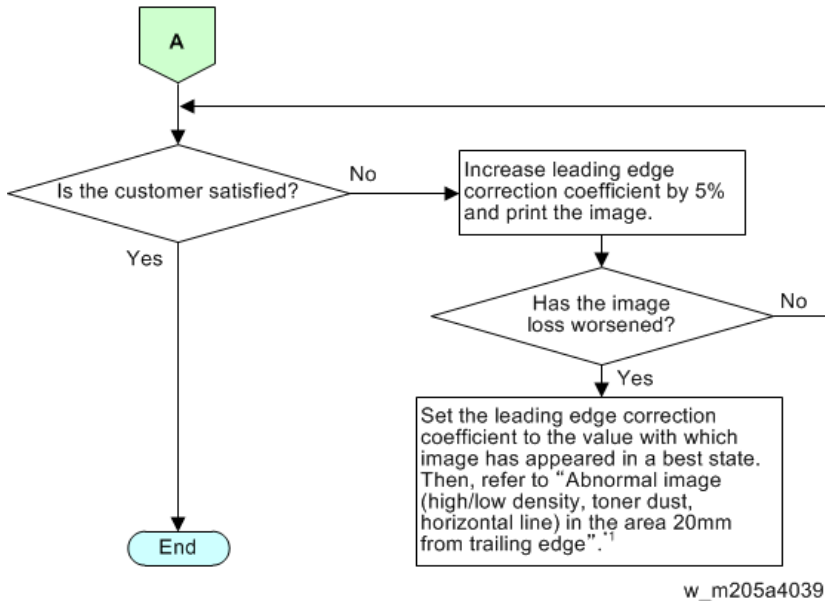 A
Is the customer satisfied?
No
Increase leading edge
correction coefficient by 5%
and print the image.
Yes
Has the image
loss worsened?
No
Yes
Set the leading edge correction
coefficient to the value with which
image has appeared in a best state.
Then, refer to “Abnormal image
(high/low density, toner dust,
horizontal line) in the area 20mm
from trailing edge”.*1
End
w_m205a4039